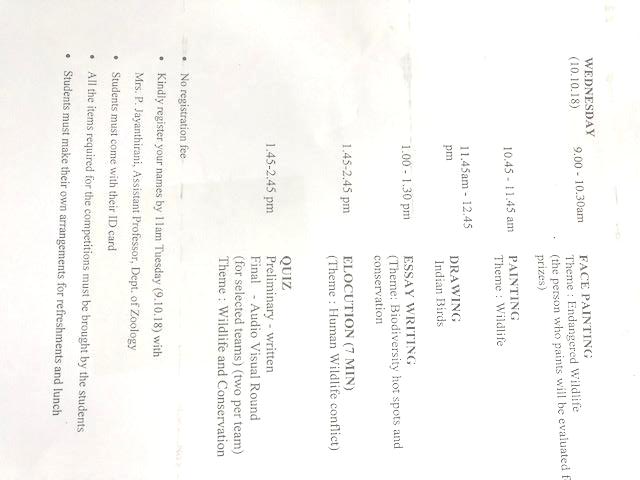 WEDNESDAY
(10.10.18)
9.00 - 10.30am
FACE PAINTING
Theme : Endangered Wildlife
(the person who paints will be evaluated
prizes)
10.45 - 11.45 am
PAINTING
Theme : Wildlife
11.45am - 12.45
pm
DRAWING
Indian Birds
1.00 - 1.30 pm
ESSAY WRITING
(Theme: Biodiversity hot spots and
conservation
1.45-2.45 pm
ELOCUTION (7 MIN)
(Theme : Human Wildlife conflict)
1.45-2.45 pm
QUIZ
Preliminary - written
Final - Audio Visual Round
(for selected teams) (two per team)
Theme : Wildlife and Conservation
• No registration fee.
• Kindly register your names by 11am Tuesday (9.10.18) with
Mrs. P. Jayanthirani, Assistant Professor, Dept. of Zoology
• Students must come with their ID card
• All the items required for the competitions must be brought by the students
• Students must make their own arrangements for refreshments and lunch